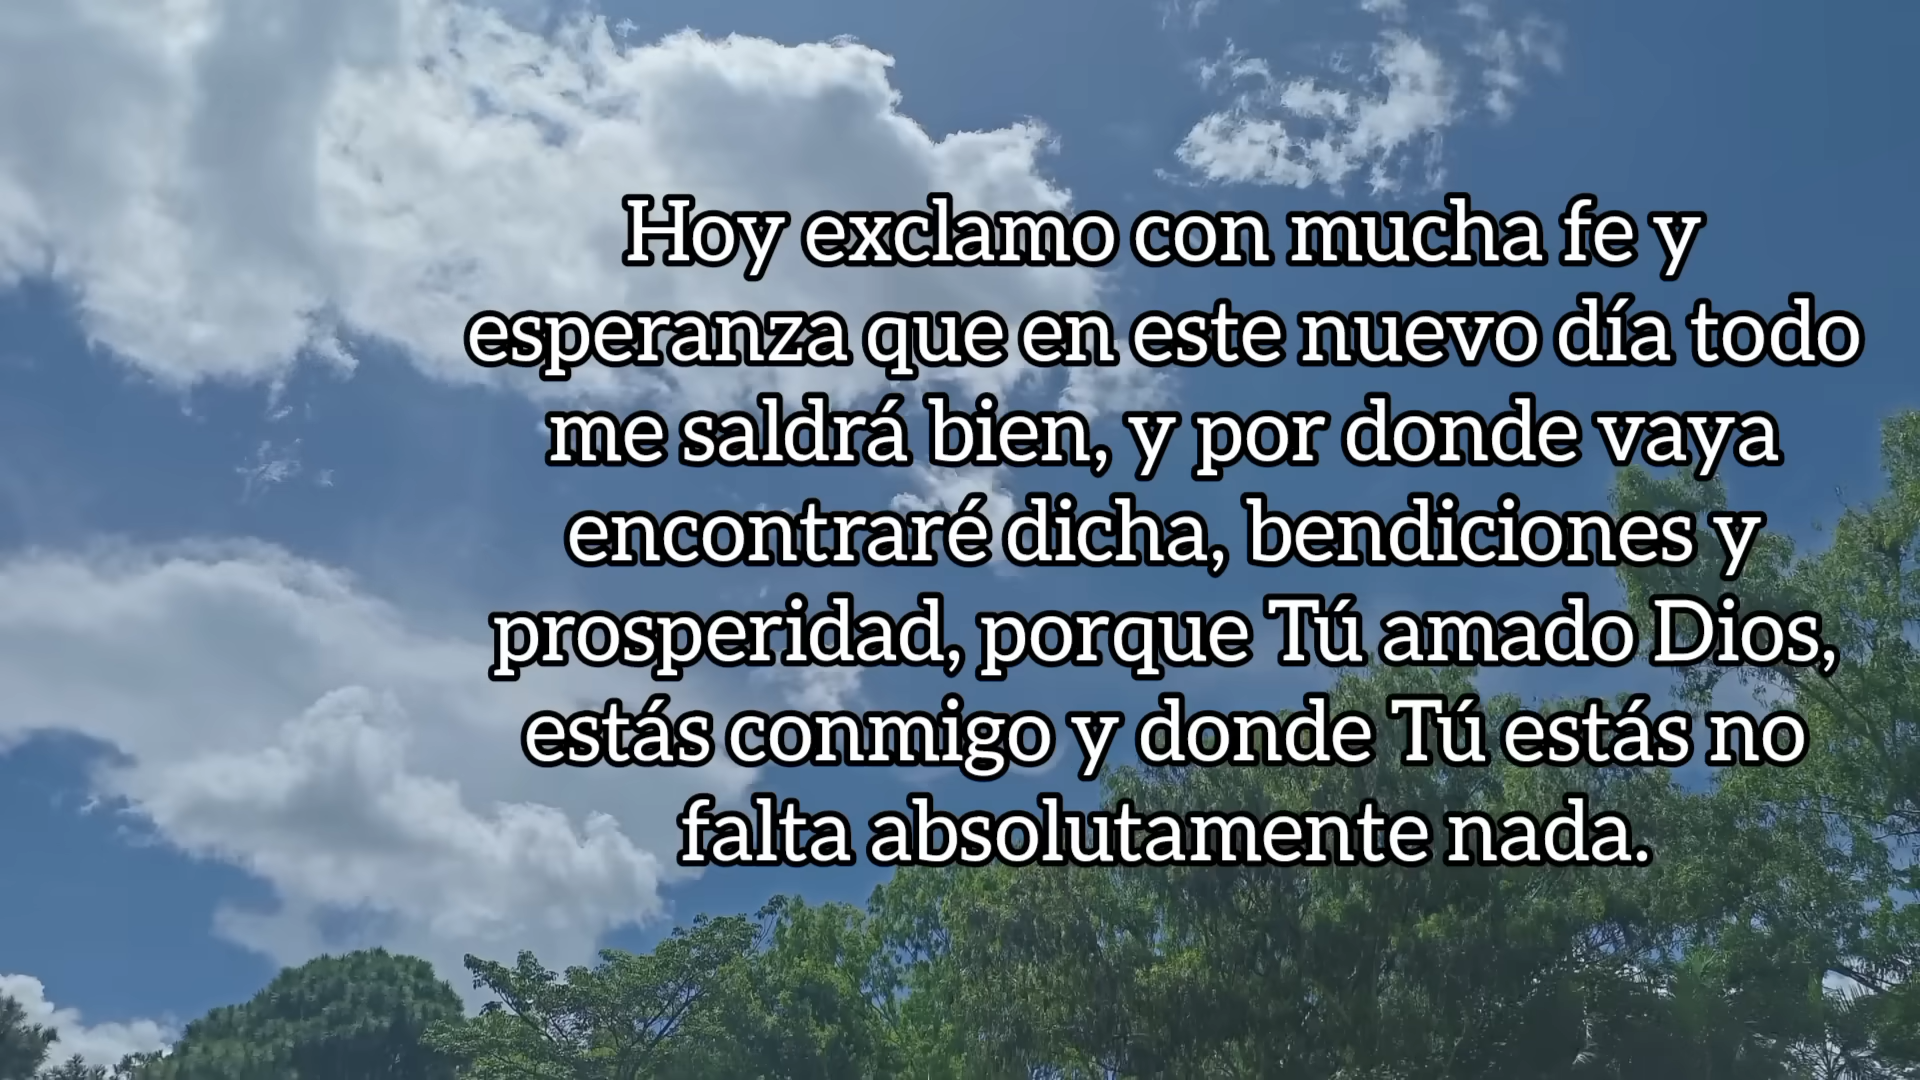 Hoy exclamo con mucha fe y
esperanza que en este nuevo día todo
me saldrá bien, y por donde vaya
encontraré dicha, bendiciones y
prosperidad, porque Tú amado Dios,
estás conmigo y donde Tú estás no
falta absolutamente nada.